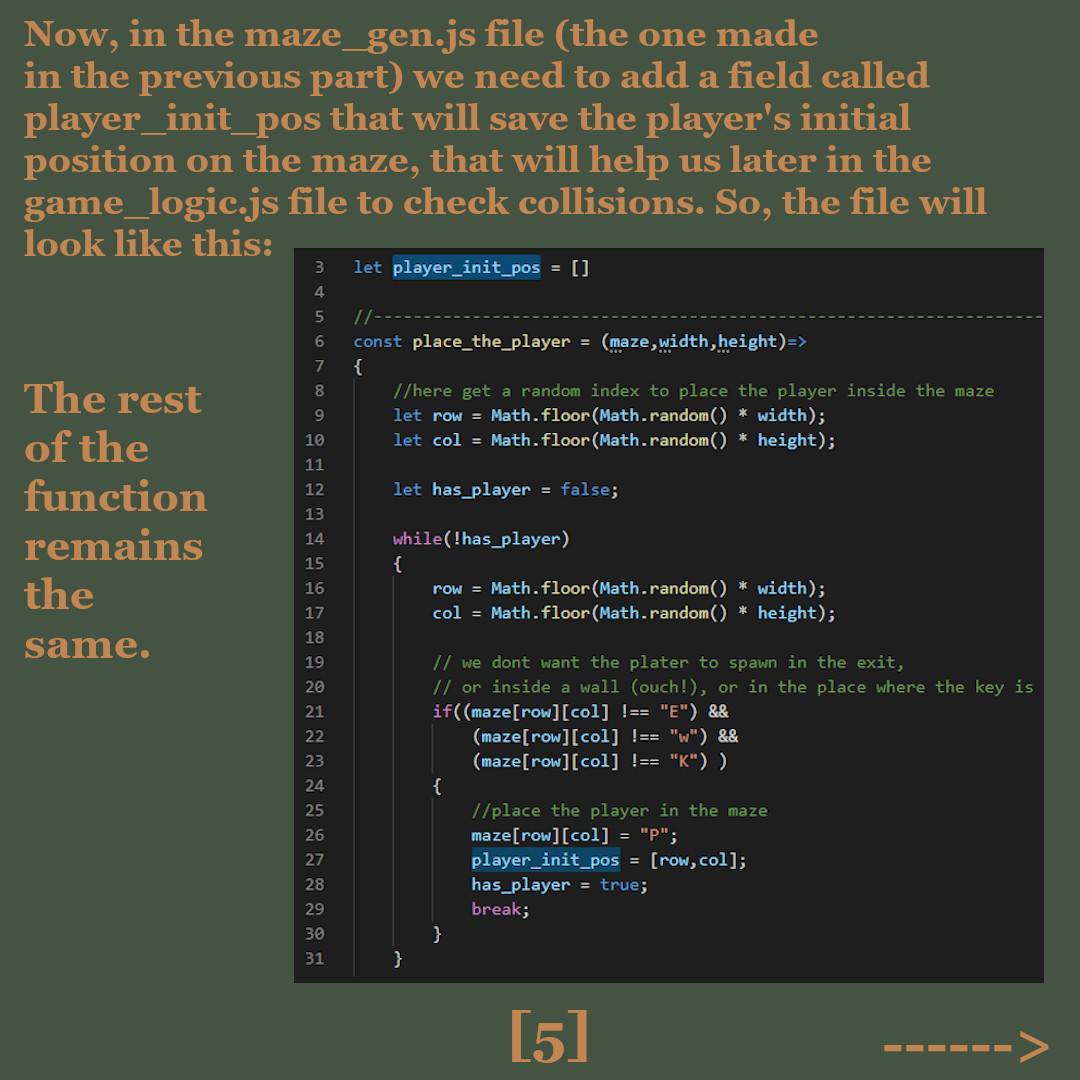 Now, in the maze_gen.js file (the one made
in the previous part) we need to add a field called
player_init_pos that will save the player's initial
position on the maze, that will help us later in the
game_logic.js file to check collisions. So, the file will
look like this:
The rest
of the
function
remains
the
same.
3 let player_init_pos = []
4
5 //--------------------------------------------------------------------
6 const place_the_player = (maze,width,height)=>
7 {
8 //here get a random index to place the player inside the maze
9 let row = Math.floor(Math.random() * width);
10 let col = Math.floor(Math.random() * height);
11
12 let has_player = false;
13
14 while(!has_player)
15 {
16 row = Math.floor(Math.random() * width);
17 col = Math.floor(Math.random() * height);
18
19 // we dont want the plater to spawn in the exit,
20 // or inside a wall (ouch!), or in the place where the key is
21 if((maze[row][col] !== "E") &&
22 (maze[row][col] !== "w") &&
23 (maze[row][col] !== "K") )
24 {
25 //place the player in the maze
26 maze[row][col] = "P";
27 player_init_pos = [row,col];
28 has_player = true;
29 break;
30 }
31 }
[5]
------>